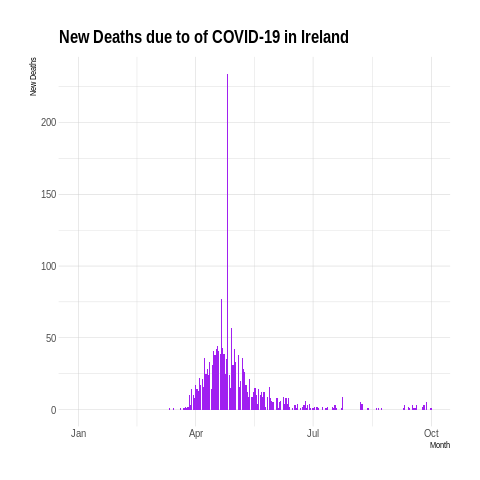 New Deaths due to of COVID-19 in Ireland
New Deaths
200
150
100
50
0
Jan Apr Jul Oct
Month